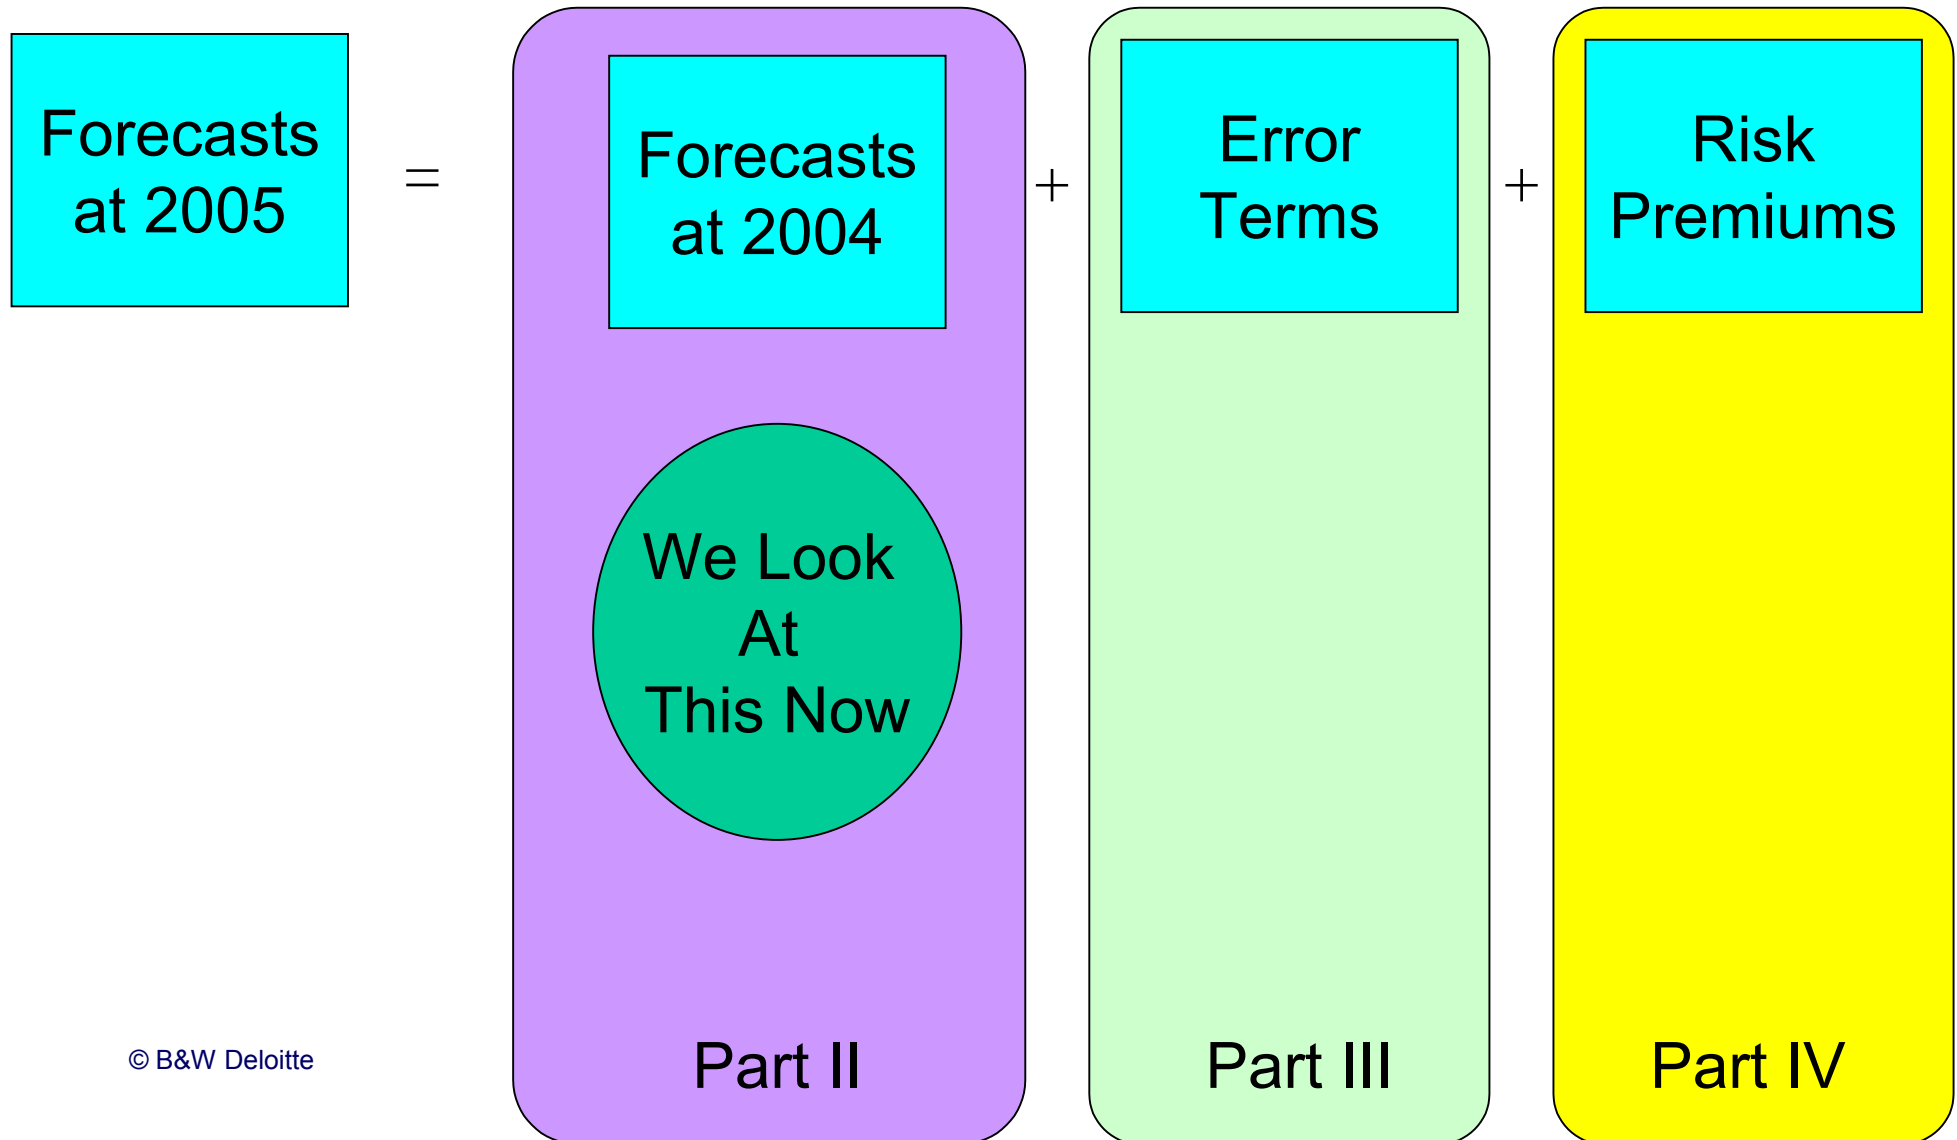 Forecasts
at 2005
=
Forecasts
at 2004
+
Error
Terms
+
Risk
Premiums
We Look
At
This Now
Part II
Part III
Part IV
© B&W Deloitte